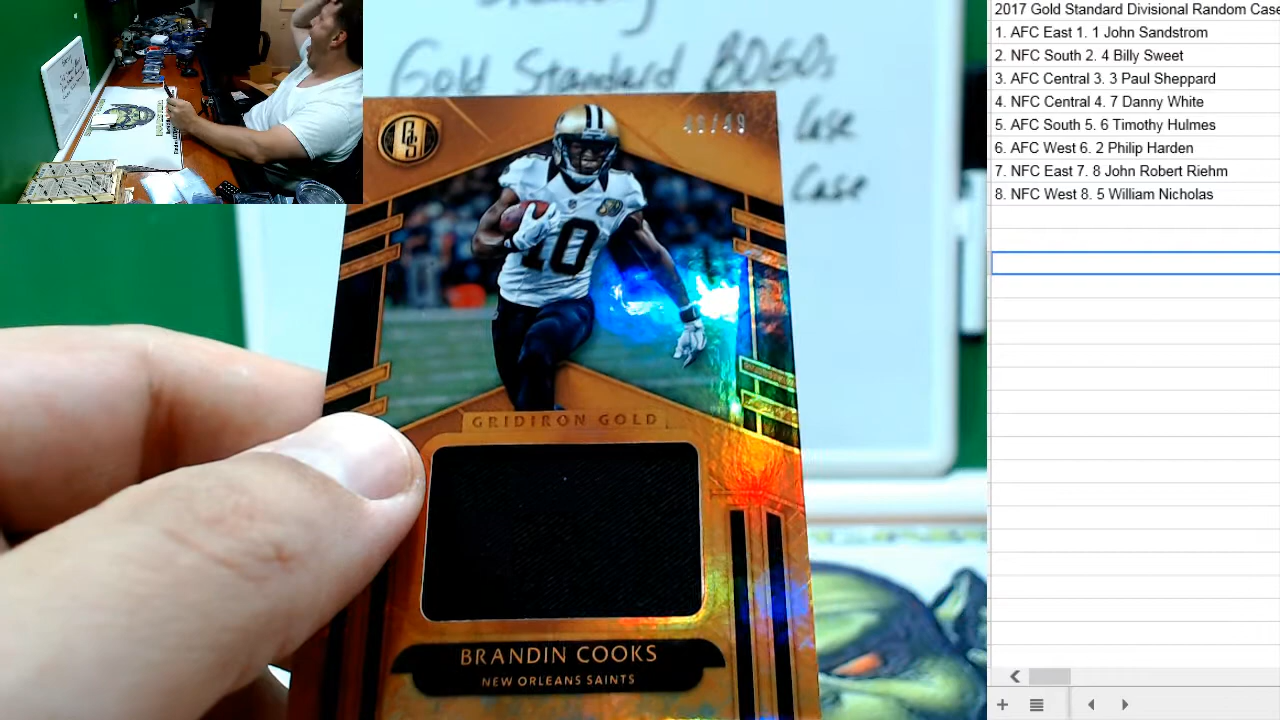 Gold Standard BOGOs
Case
Case
GS
49/49
10
GRIDIRON GOLD
BRANDIN COOKS
NEW ORLEANS SAINTS
2017 Gold Standard Divisional Random Case
1. AFC East 1. 1 John Sandstrom
2. NFC South 2. 4 Billy Sweet
3. AFC Central 3. 3 Paul Sheppard
4. NFC Central 4. 7 Danny White
5. AFC South 5. 6 Timothy Hulmes
6. AFC West 6. 2 Philip Harden
7. NFC East 7. 8 John Robert Riehm
8. NFC West 8. 5 William Nicholas